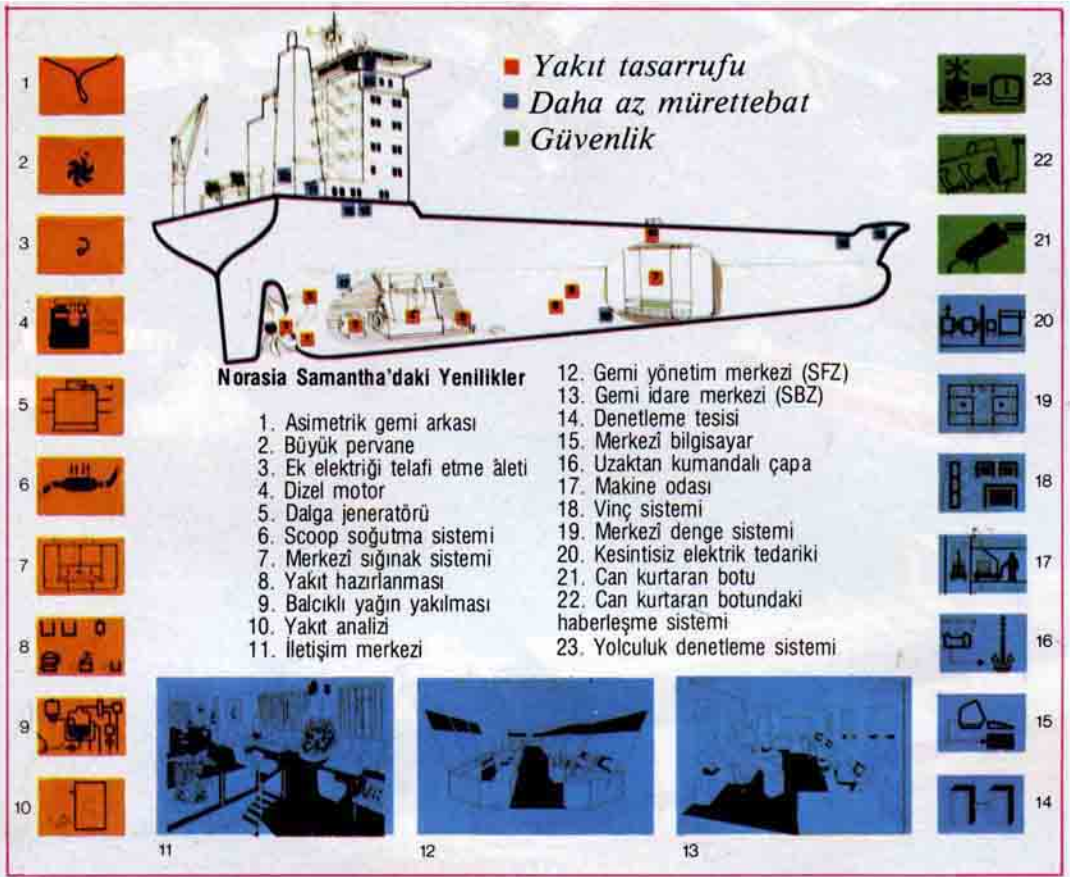 Yakıt tasarrufu
Daha az mürettebat
Güvenlik
Norasia Samantha'daki Yenilikler
1. Asimetrik gemi arkası
2. Büyük pervane
3. Ek elektriği telafi etme âleti
4. Dizel motor
5. Dalga jeneratörü
6. Scoop soğutma sistemi
7. Merkezî sığınak sistemi
8. Yakıt hazırlanması
9. Balcıklı yağın yakılması
10. Yakıt analizi
11. İletişim merkezi
12. Gemi yönetim merkezi (SFZ)
13. Gemi idare merkezi (SBZ)
14. Denetleme tesisi
15. Merkezî bilgisayar
16. Uzaktan kumandalı çapa
17. Makine odası
18. Vinç sistemi
19. Merkezî denge sistemi
20. Kesintisiz elektrik tedariki
21. Can kurtaran botu
22. Can kurtaran botundaki
haberleşme sistemi
23. Yolculuk denetleme sistemi
1
2
3
4
5
6
7
8
9
10
11
12
13
23
22
21
20
19
18
17
16
15
14